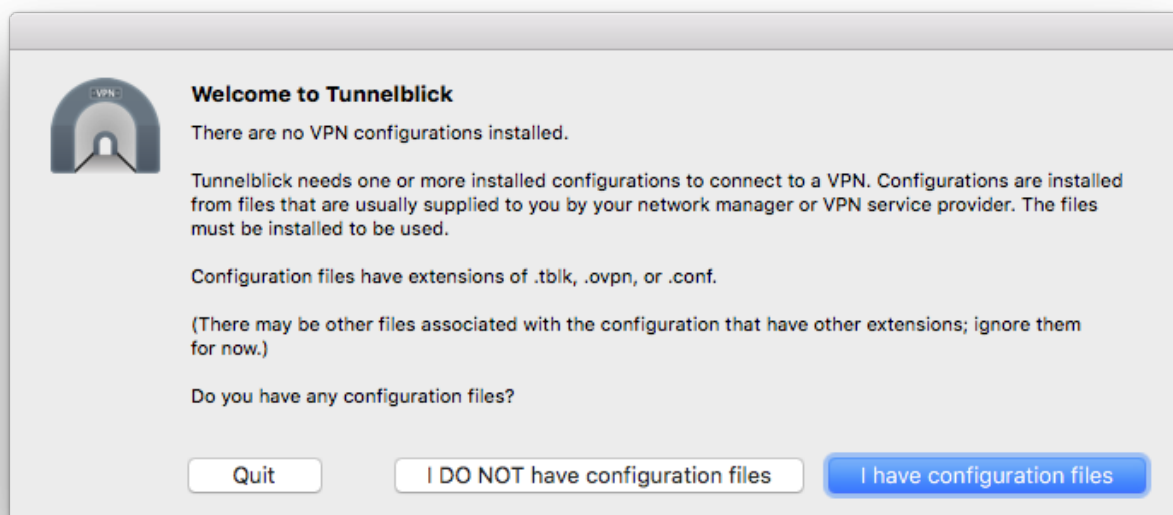 VPN
Welcome to Tunnelblick
There are no VPN configurations installed.
Tunnelblick needs one or more installed configurations to connect to a VPN. Configurations are installed
from files that are usually supplied to you by your network manager or VPN service provider. The files
must be installed to be used.
Configuration files have extensions of .tblk, .ovpn, or .conf.
(There may be other files associated with the configuration that have other extensions; ignore them
for now.)
Do you have any configuration files?
Quit
I DO NOT have configuration files
I have configuration files